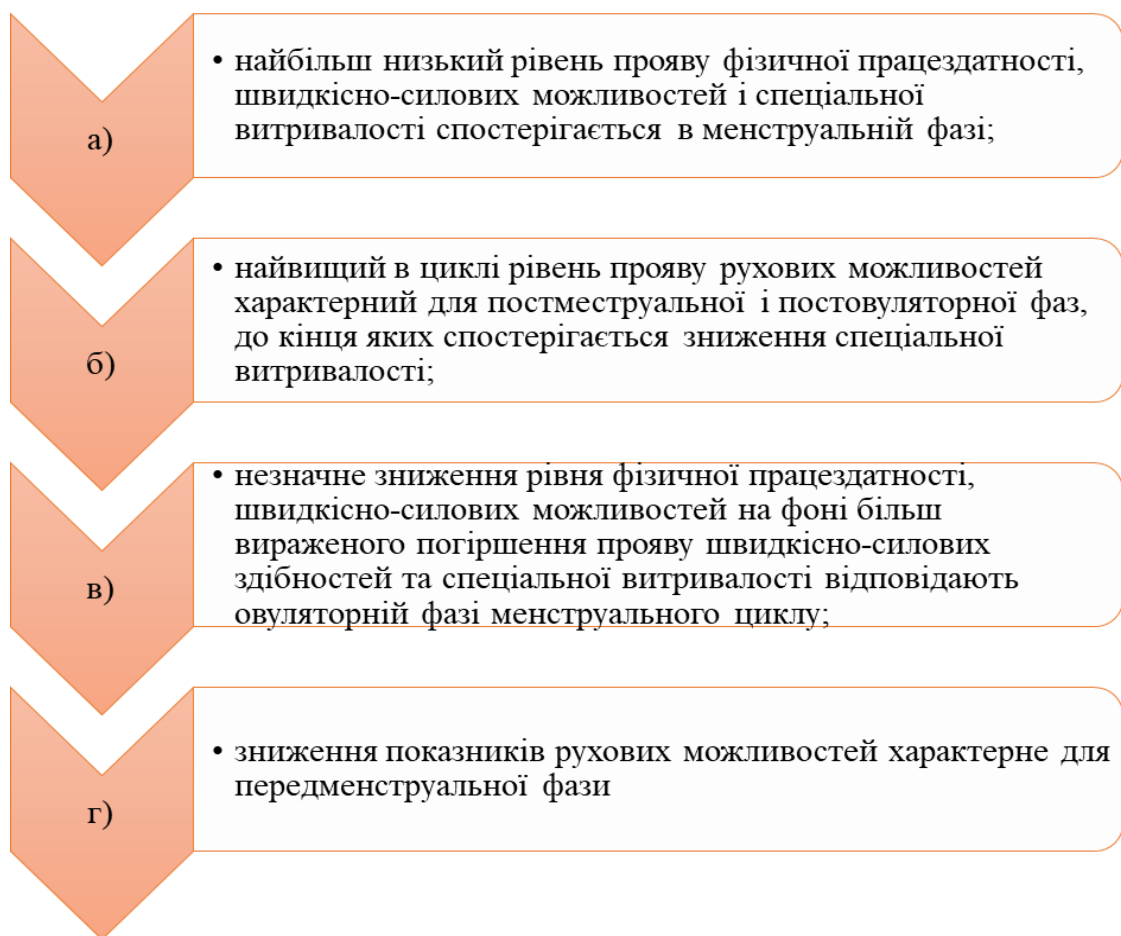 а)
• найбільш низький рівень прояву фізичної працездатності,
швидкісно-силових можливостей і спеціальної
витривалості спостерігається в менструальній фазі;
б)
• найвищий в циклі рівень прояву рухових можливостей
характерний для постместруальної і постовуляторної фаз,
до кінця яких спостерігається зниження спеціальної
витривалості;
в)
• незначне зниження рівня фізичної працездатності,
швидкісно-силових можливостей на фоні більш
вираженого погіршення прояву швидкісно-силових
здібностей та спеціальної витривалості відповідають
овуляторній фазі менструального циклу;
г)
• зниження показників рухових можливостей характерне для
передменструальної фази